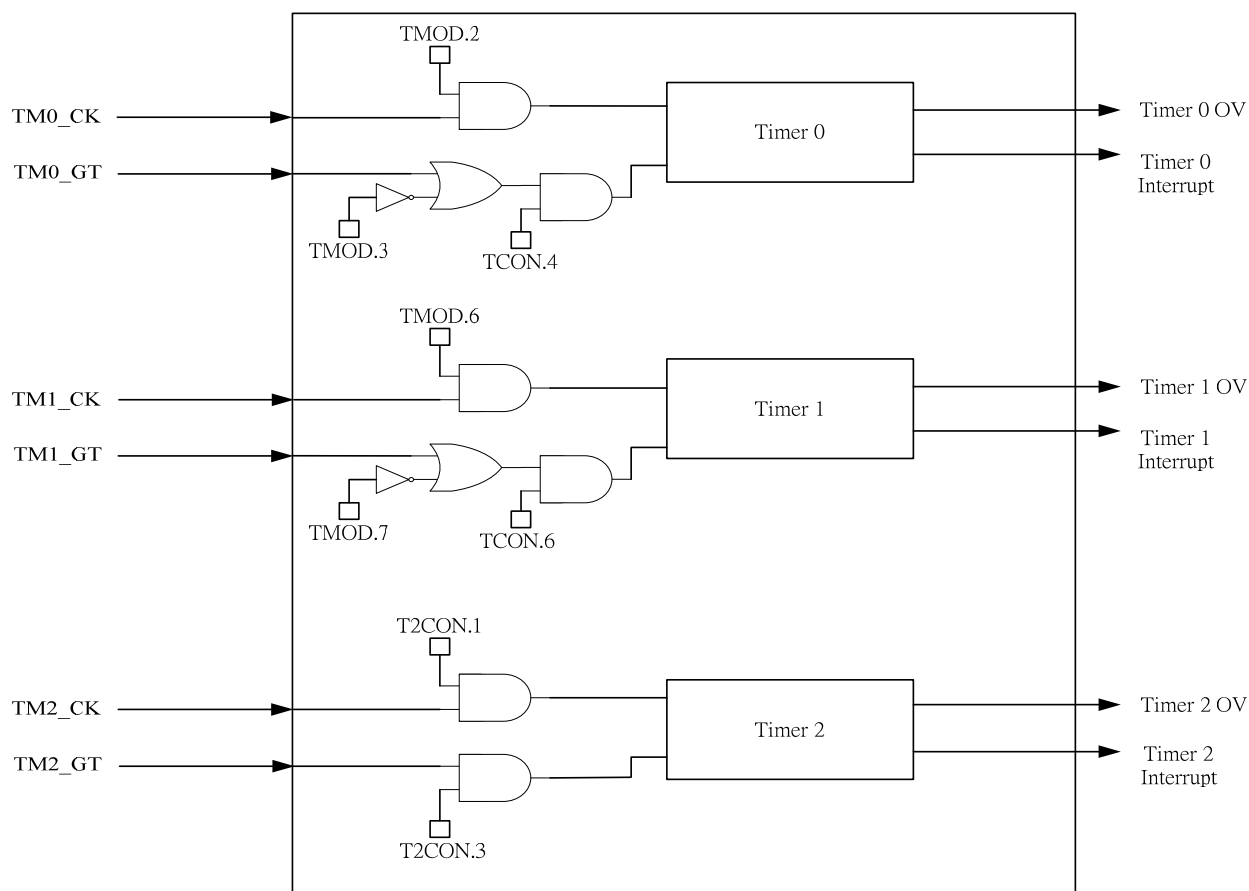 TMOD.2
TM0_CK
Timer 0 OV
Timer 0
TM0_GT
Timer 0
Interrupt
TMOD.3
TCON.4
TMOD.6
TM1_CK
Timer 1 OV
Timer 1
TM1_GT
Timer 1
Interrupt
TMOD.7
TCON.6
T2CON.1
TM2_CK
Timer 2 OV
Timer 2
TM2_GT
Timer 2
Interrupt
T2CON.3